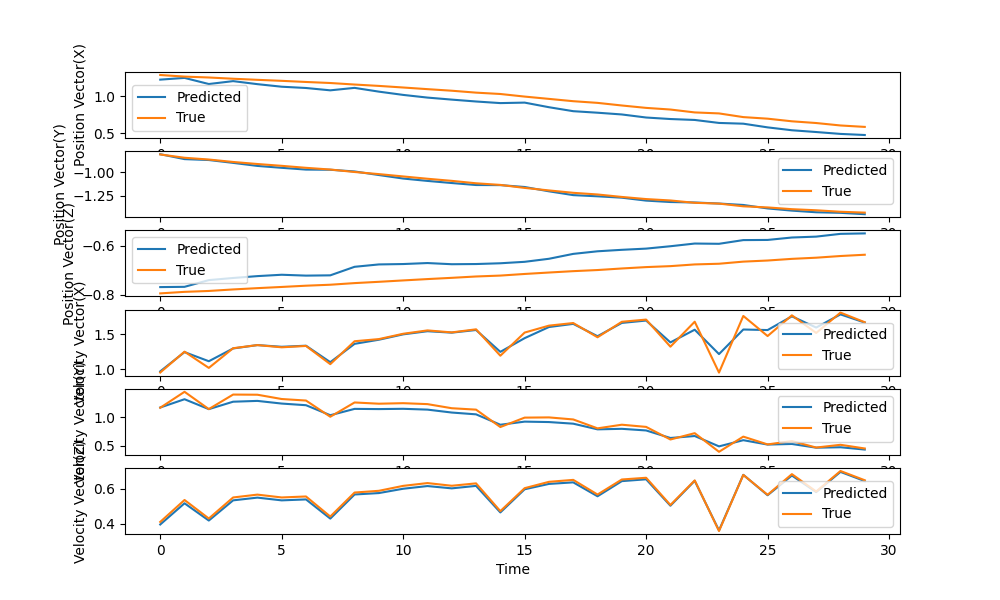 Position Vector(X)
1.0
0.5
Predicted
True
Position Vector(Y)
−1.00
−1.25
Predicted
True
Position Vector(Z)
−0.6
−0.8
Predicted
True
Velocity Vector(X)
1.5
1.0
Predicted
True
Velocity Vector(Y)
1.0
0.5
Predicted
True
Velocity Vector(Z)
0.6
0.4
Predicted
True
0 5 10 15 20 25 30
Time